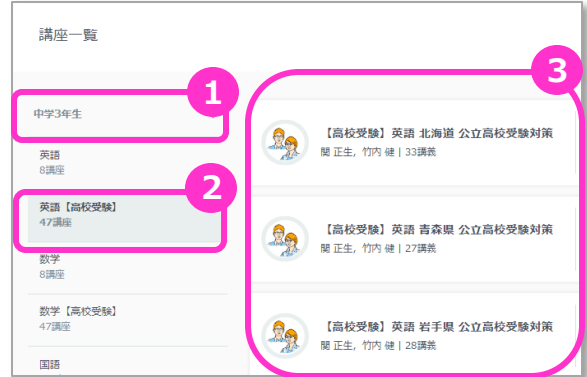 講座一覧
1
中学3年生
英語
8講座
2
英語【高校受験】
47講座
数学
8講座
数学【高校受験】
47講座
国語
3
【高校受験】英語 北海道 公立高校受験対策
関 正生, 竹内 健 | 33講義
【高校受験】英語 青森県 公立高校受験対策
関 正生, 竹内 健 | 27講義
【高校受験】英語 岩手県 公立高校受験対策
関 正生, 竹内 健 | 28講義